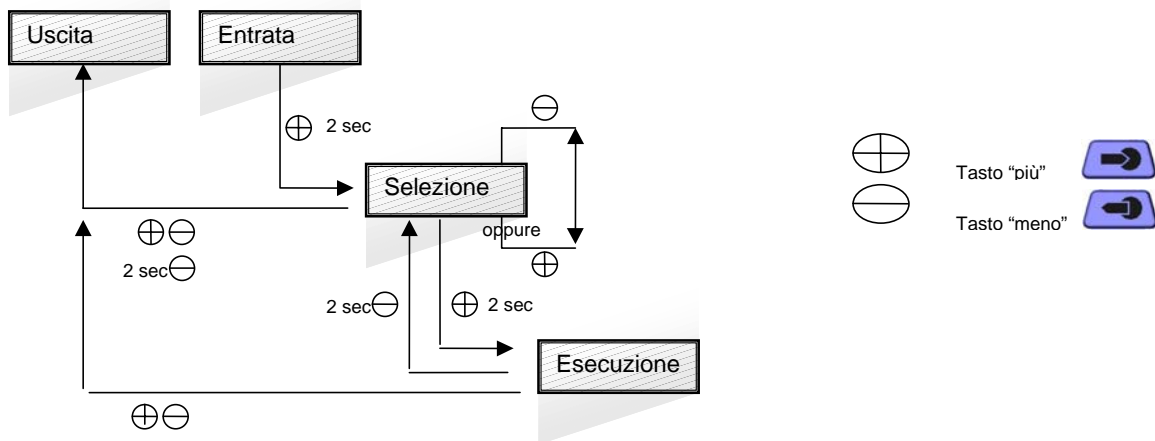 Uscita
Entrata
2 sec
Selezione
oppure
2 sec
2 sec
2 sec
Esecuzione
Tasto “più”
Tasto “meno”